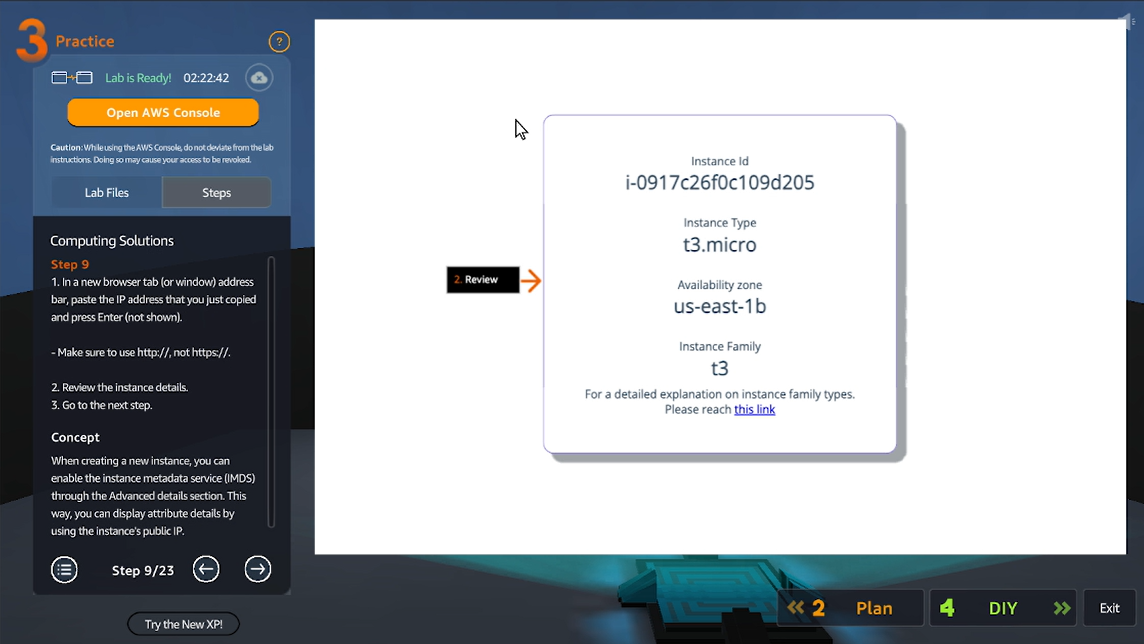 3 Practice
?
Lab is Ready! 02:22:42
Open AWS Console
Caution: While using the AWS Console, do not deviate from the lab
instructions. Doing so may cause your access to be revoked.
Lab Files
Steps
Computing Solutions
Step 9
1. In a new browser tab (or window) address
bar, paste the IP address that you just copied
and press Enter (not shown).
- Make sure to use http://, not https://.
2. Review the instance details.
3. Go to the next step.
Concept
When creating a new instance, you can
enable the instance metadata service (IMDS)
through the Advanced details section. This
way, you can display attribute details by
using the instance's public IP.
Step 9/23
Try the New XP!
2. Review
Instance Id
i-0917c26f0c109d205
Instance Type
t3.micro
Availability zone
us-east-1b
Instance Family
t3
For a detailed explanation on instance family types.
Please reach this link
2 Plan
4 DIY
Exit